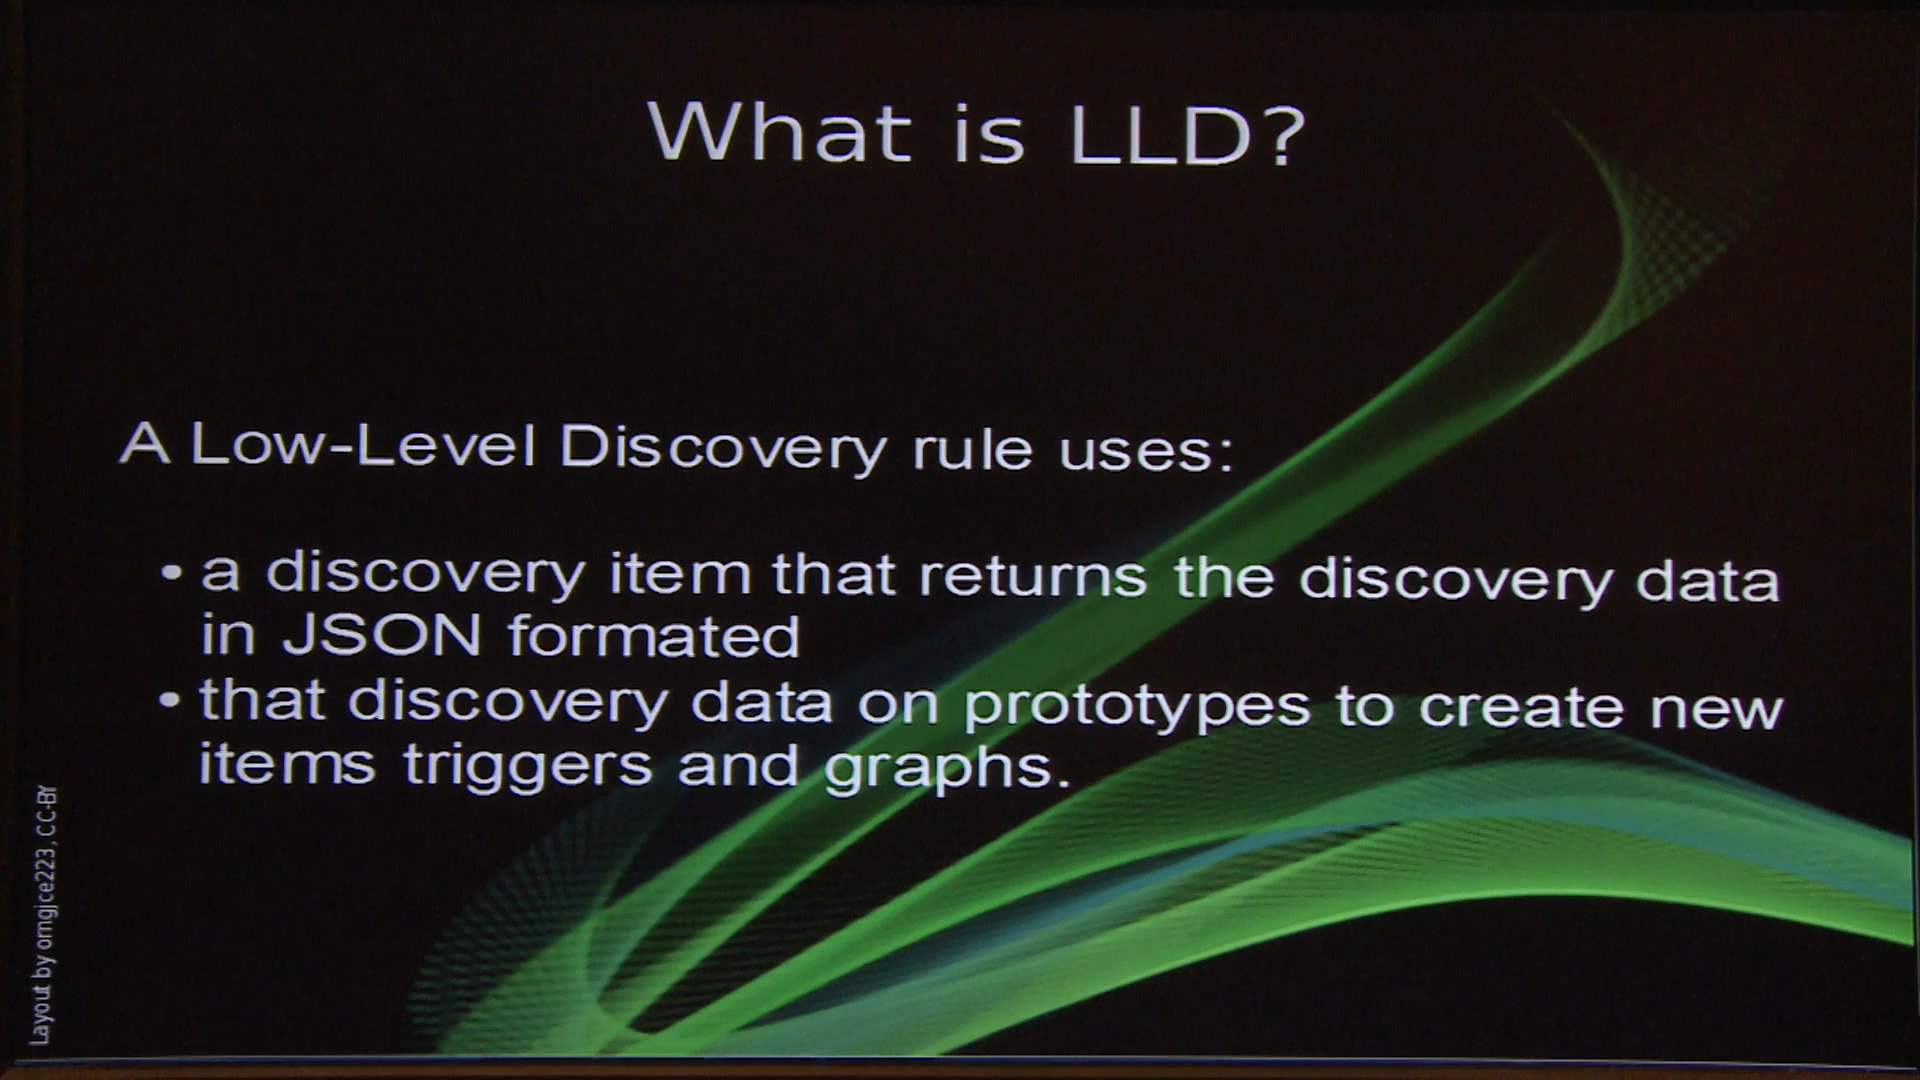 What is LLD?
A Low-Level Discovery rule uses:
• a discovery item that returns the discovery data
in JSON formated
• that discovery data on prototypes to create new
items triggers and graphs.
Layout by omgjce223, CC-BY